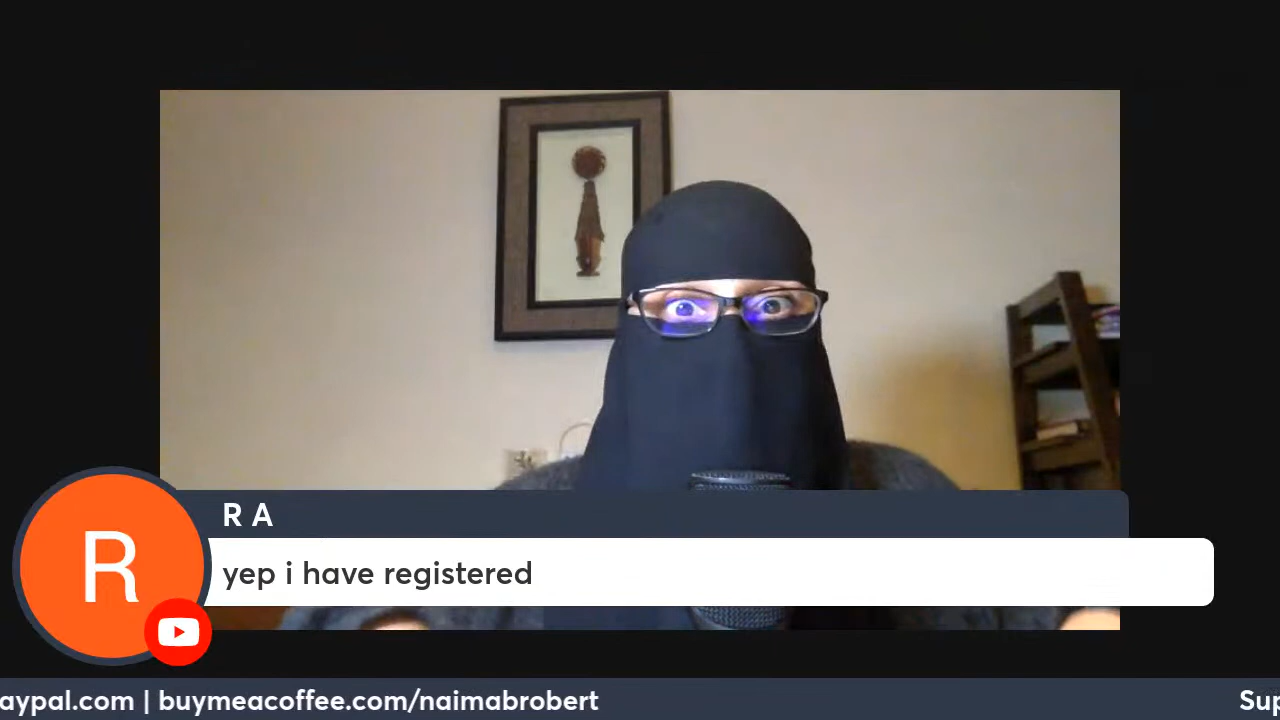 R A
R
yep i have registered
aypal.com | buymeacoffee.com/naimabrobert
Sup